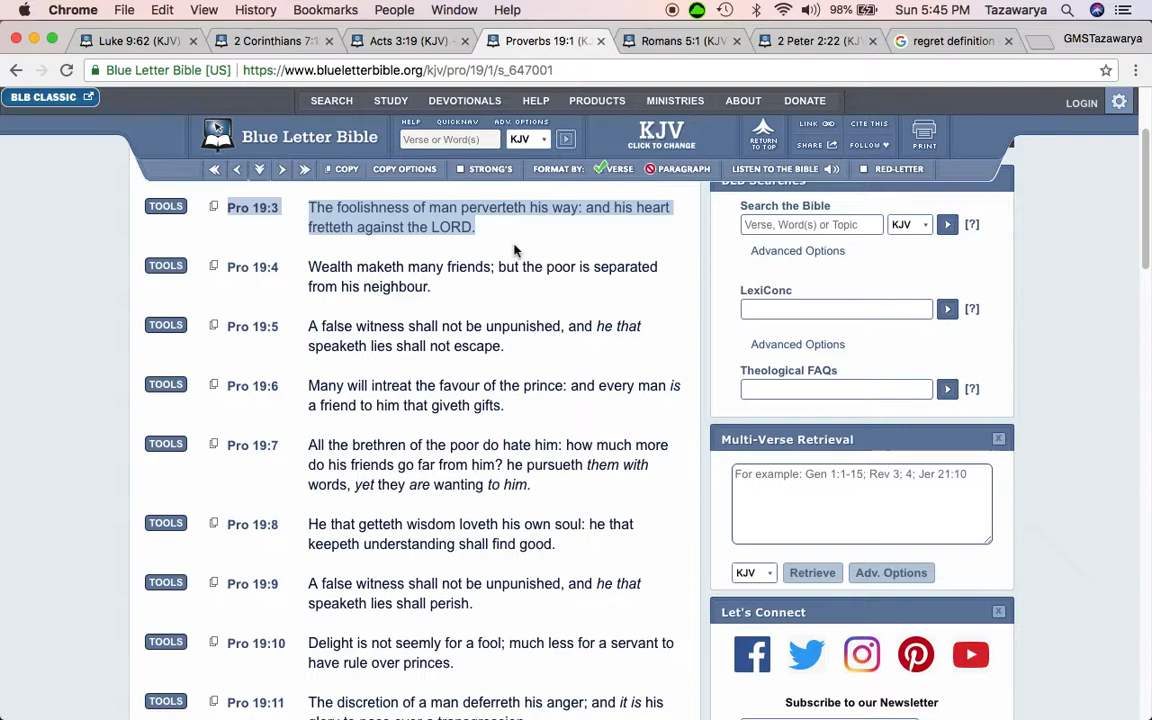 Chrome File Edit View History Bookmarks People Window Help 98% Sun 5:45 PM Tazawarya
Luke 9:62 (KJV) × 2 Corinthians 7:1 × Acts 3:19 (KJV) × Proverbs 19:1 (K × Romans 5:1 (KJV × 2 Peter 2:22 (K × regret definition × GMSTazawarya
Blue Letter Bible [US] https://www.blueletterbible.org/kjv/pro/19/1/s_647001
BLB CLASSIC SEARCH STUDY DEVOTIONALS HELP PRODUCTS MINISTRIES ABOUT DONATE LOGIN
HELP QUICKNAV ADV. OPTIONS
Blue Letter Bible Verse or Word(s) KJV
KJV
CLICK TO CHANGE
RETURN TO TOP
LINK CITE THIS
SHARE FOLLOW PRINT
COPY COPY OPTIONS STRONG'S FORMAT BY: VERSE PARAGRAPH LISTEN TO THE BIBLE RED-LETTER
TOOLS Pro 19:3 The foolishness of man perverteth his way: and his heart
fretteth against the LORD.
TOOLS Pro 19:4 Wealth maketh many friends; but the poor is separated
from his neighbour.
TOOLS Pro 19:5 A false witness shall not be unpunished, and he that
speaketh lies shall not escape.
TOOLS Pro 19:6 Many will intreat the favour of the prince: and every man is
a friend to him that giveth gifts.
TOOLS Pro 19:7 All the brethren of the poor do hate him: how much more
do his friends go far from him? he pursueth them with
words, yet they are wanting to him.
TOOLS Pro 19:8 He that getteth wisdom loveth his own soul: he that
keepeth understanding shall find good.
TOOLS Pro 19:9 A false witness shall not be unpunished, and he that
speaketh lies shall perish.
TOOLS Pro 19:10 Delight is not seemly for a fool; much less for a servant to
have rule over princes.
TOOLS Pro 19:11 The discretion of a man deferreth his anger; and it is his
glory to pass over a transgression.
BLB Searches
Search the Bible
Verse, Word(s) or Topic KJV [?]
Advanced Options
LexiConc
[?]
Advanced Options
Theological FAQs
[?]
Multi-Verse Retrieval x
For example: Gen 1:1-15; Rev 3; 4; Jer 21:10
KJV Retrieve Adv. Options
Let's Connect x
Subscribe to our Newsletter